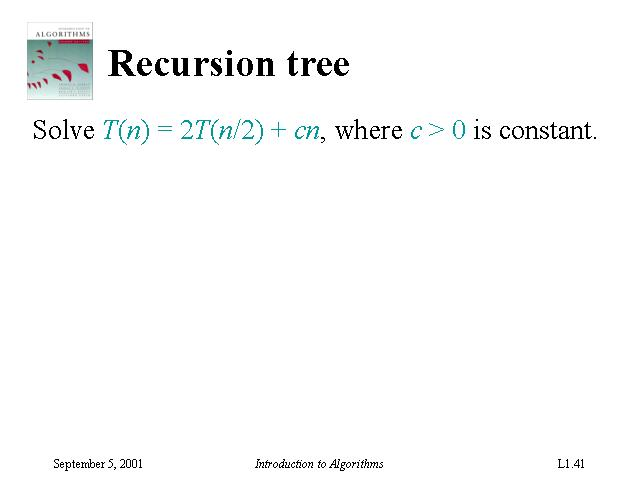 ALGORITHMS
Recursion tree
Solve T(n) = 2T(n/2) + cn, where c > 0 is constant.
September 5, 2001
Introduction to Algorithms
L1.41